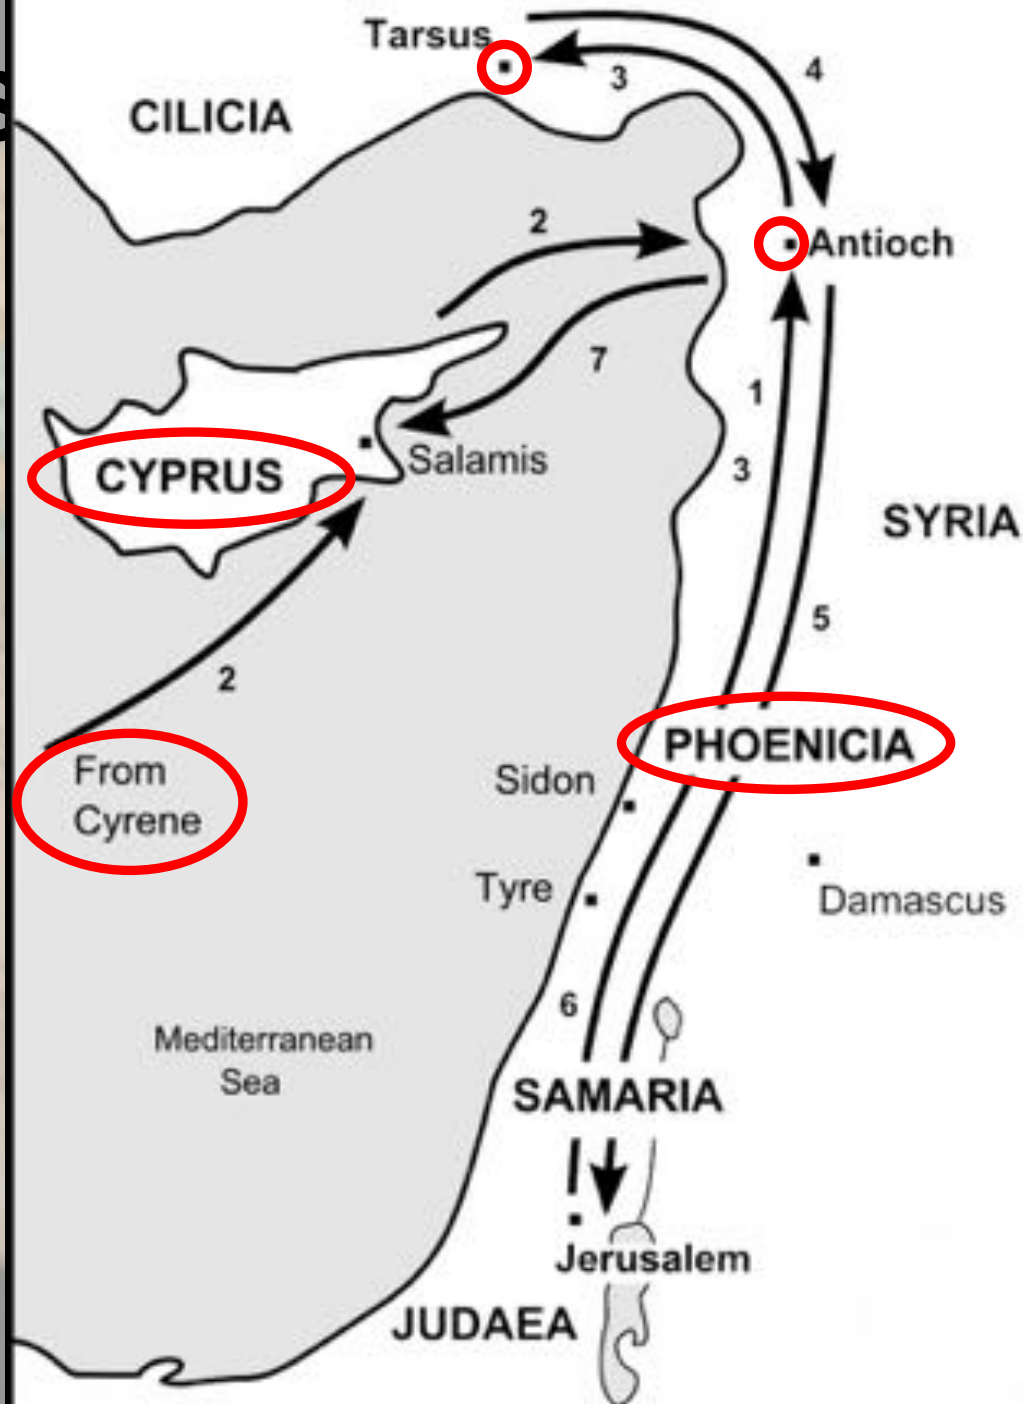 Tarsus
4
3
CILICIA
2
Antioch
7
1
3
CYPRUS
Salamis
SYRIA
5
2
PHOENICIA
From
Cyrene
Sidon
Tyre
Damascus
6
Mediterranean
Sea
SAMARIA
Jerusalem
JUDAEA